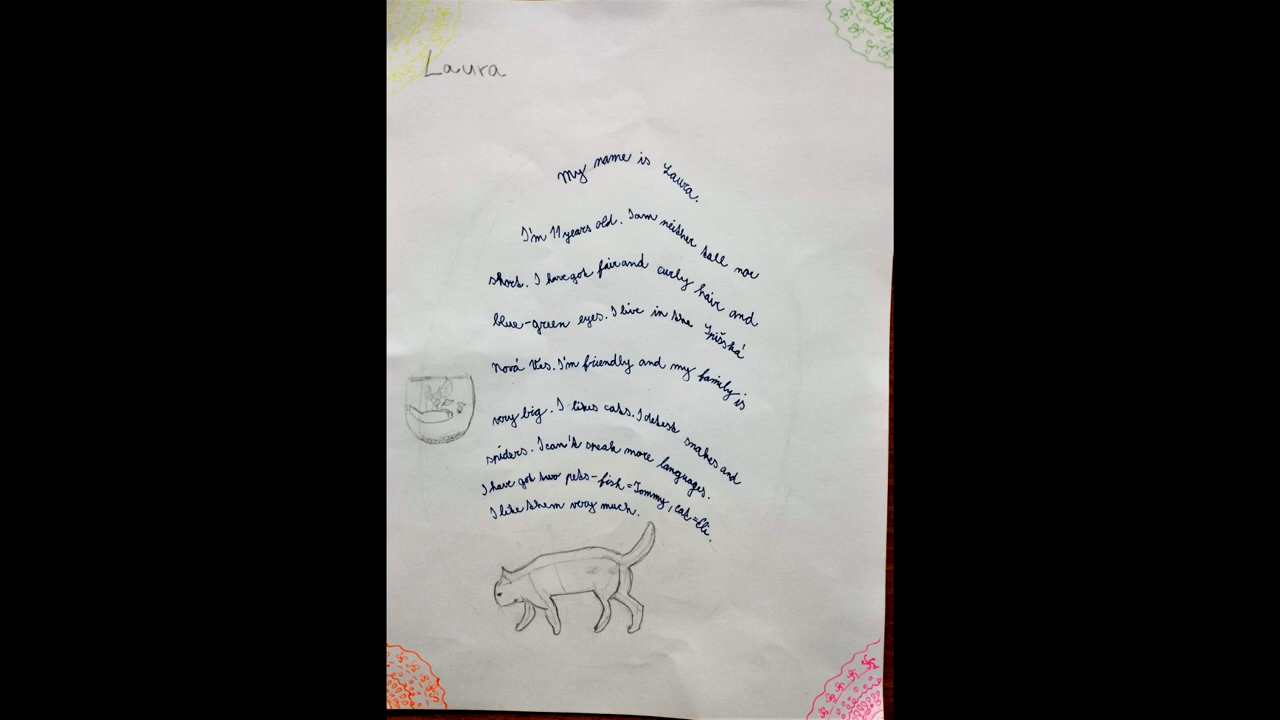 Laura
My name is Laura.
I'm 11 years old. I am neither tall nor
short. I have got fair and curly hair and
blue-green eyes. I live in the Spišská
Nová Ves. I'm friendly and my family is
very big. I likes cats. I detest snakes and
spiders. I can't speak more languages.
I have got two pets - fish = Tommy, cat = Eli.
I like them very much.